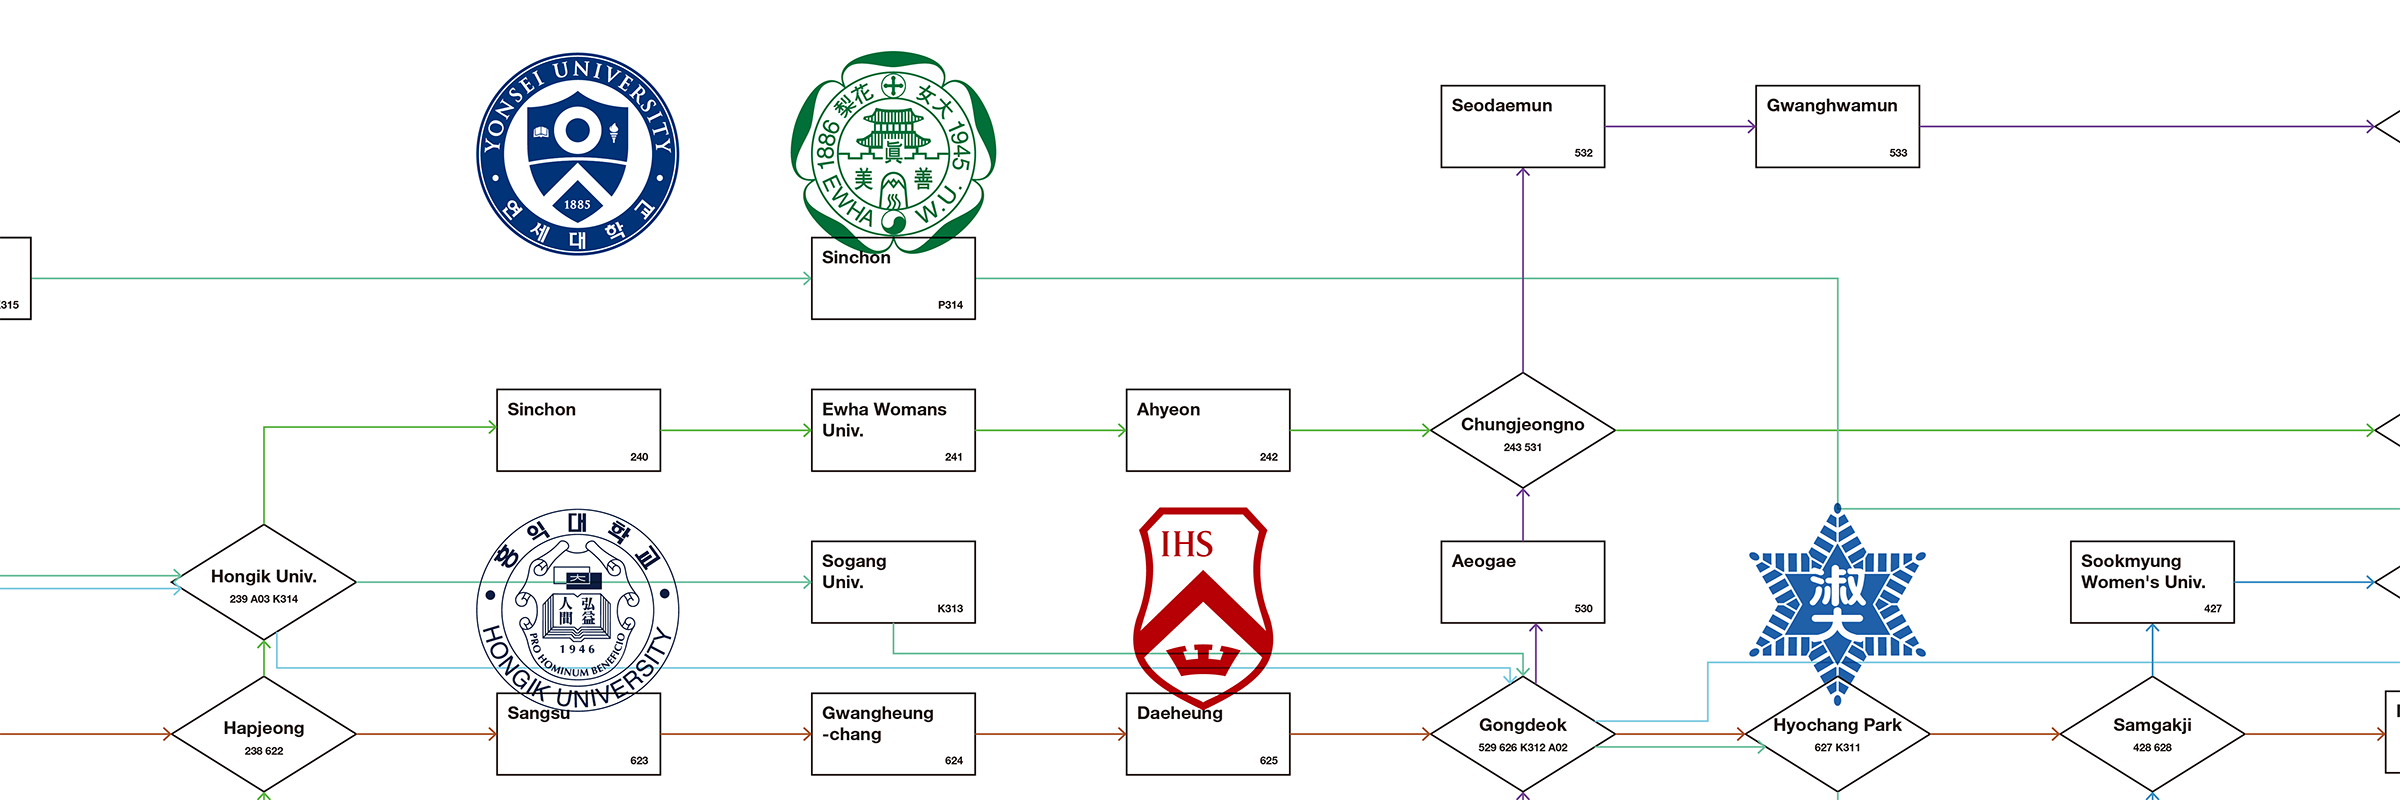 YONSEI UNIVERSITY
1885
연세대학교
梨花 女大
1886 1945
眞
美 善
EWHA W.U.
Seodaemun
532
Gwanghwamun
533
315
Sinchon
P314
Sinchon
240
Ewha Womans
Univ.
241
Ahyeon
242
Chungjeongno
243 531
Hongik Univ.
239 A03 K314
홍익대학교
人間 弘益
1946
PRO HOMINUM BENEFICIO
HONGIK UNIVERSITY
Sogang
Univ.
K313
IHS
Aeogae
530
淑大
Sookmyung
Women's Univ.
427
Hapjeong
238 622
Sangsu
623
Gwangheung
-chang
624
Daeheung
625
Gongdeok
529 626 K312 A02
Hyochang Park
627 K311
Samgakji
428 628